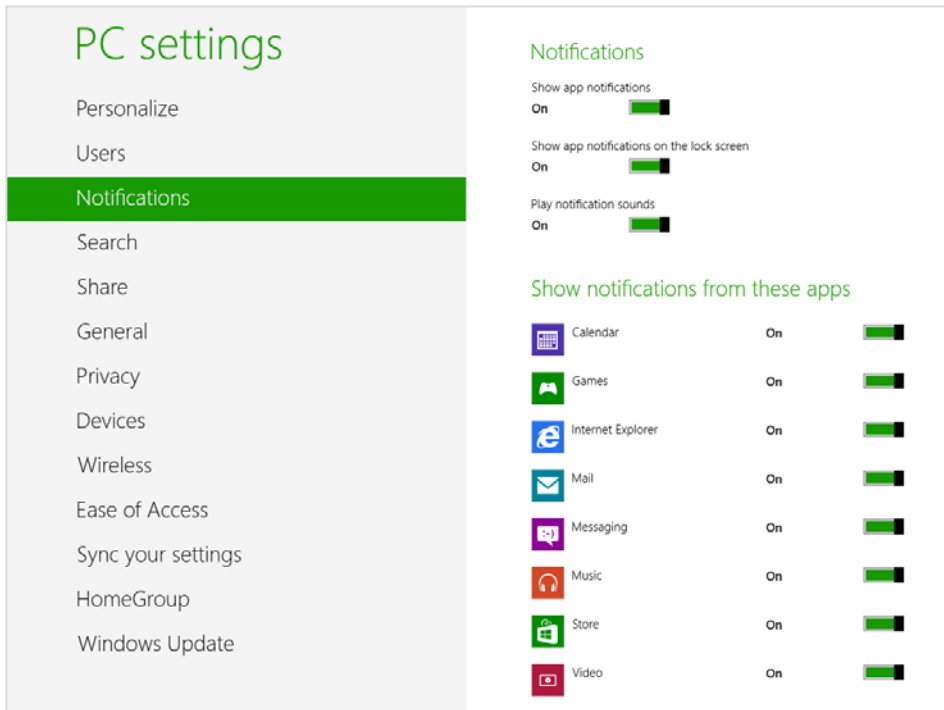 PC settings
Personalize
Users
Notifications
Search
Share
General
Privacy
Devices
Wireless
Ease of Access
Sync your settings
HomeGroup
Windows Update
Notifications
Show app notifications
On
Show app notifications on the lock screen
On
Play notification sounds
On
Show notifications from these apps
Calendar On
Games On
Internet Explorer On
Mail On
Messaging On
Music On
Store On
Video On